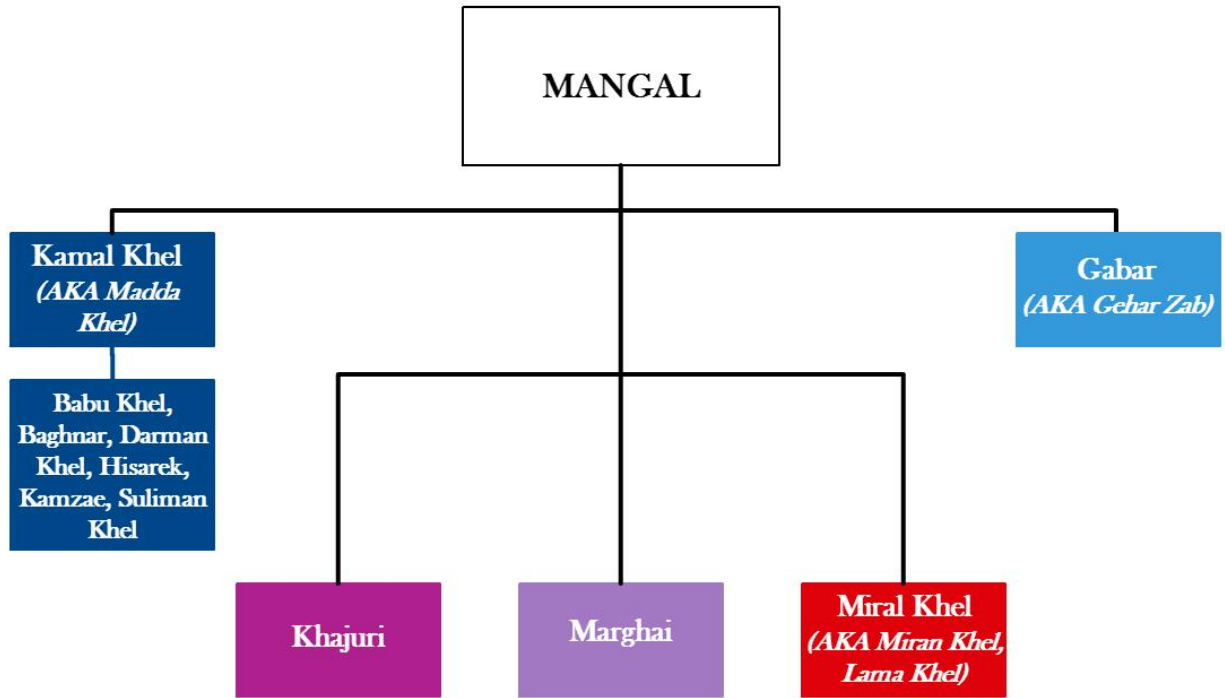 MANGAL
Kamal Khel
(AKA Madda
Khel)
Gabar
(AKA Gehar Zab)
Babu Khel,
Baghnar, Darman
Khel, Hisarek,
Kamzae, Suliman
Khel
Khajuri
Marghai
Miral Khel
(AKA Miran Khel,
Lama Khel)